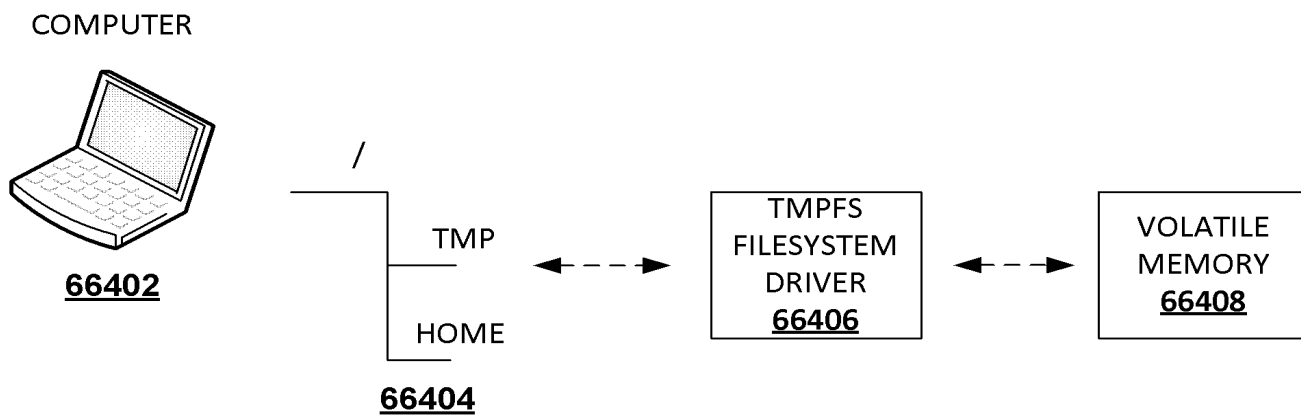 COMPUTER
66402
/
TMP
HOME
66404
TMPFS
FILESYSTEM
DRIVER
66406
VOLATILE
MEMORY
66408